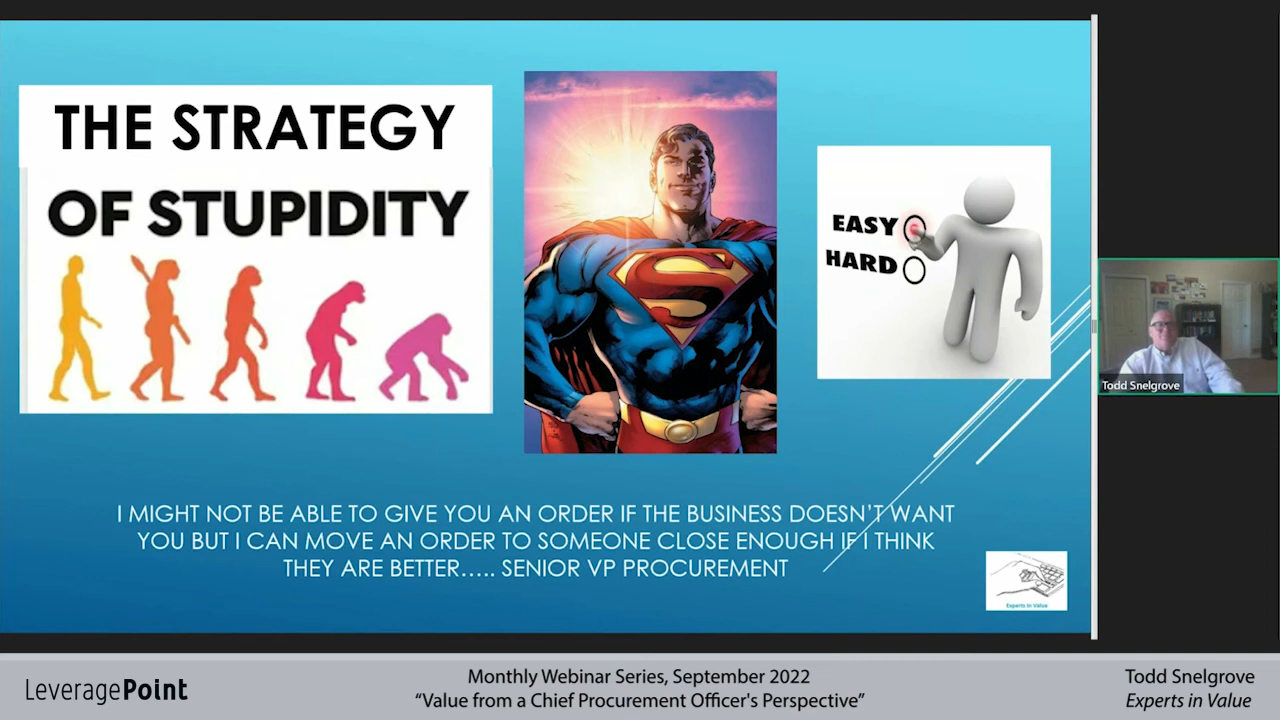 THE STRATEGY
OF STUPIDITY
S
EASY
HARD
I MIGHT NOT BE ABLE TO GIVE YOU AN ORDER IF THE BUSINESS DOESN'T WANT
YOU BUT I CAN MOVE AN ORDER TO SOMEONE CLOSE ENOUGH IF I THINK
THEY ARE BETTER..... SENIOR VP PROCUREMENT
Experts in Value
Todd Snelgrove
LeveragePoint
Monthly Webinar Series, September 2022
“Value from a Chief Procurement Officer's Perspective”
Todd Snelgrove
Experts in Value